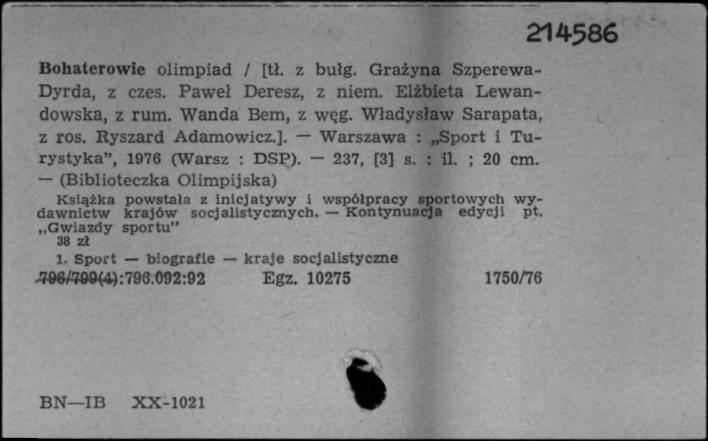 214586
Bohaterowie olimpiad / [tł. z bułg. Grażyna Szperewa-
Dyrda, z czes. Paweł Deresz, z niem. Elżbieta Lewan-
dowska, z rum. Wanda Bem, z węg. Władysław Sarapata,
z ros. Ryszard Adamowicz.]. — Warszawa : „Sport i Tu-
rystyka”, 1976 (Warsz : DSP). — 237, [3] s. : il. ; 20 cm.
— (Biblioteczka Olimpijska)
Książka powstała z inicjatywy i współpracy sportowych wy-
dawnictw krajów socjalistycznych. — Kontynuacja edycji pt.
„Gwiazdy sportu”
38 zł
1. Sport — biografie — kraje socjalistyczne
796/799(4):796.092:92 Egz. 10275 1750/76
BN—IB XX-1021